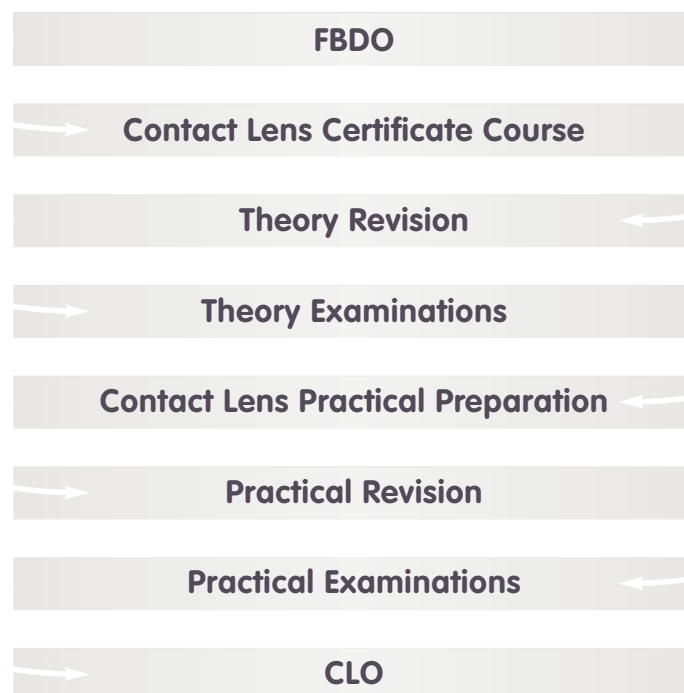 FBDO
Contact Lens Certificate Course
Theory Revision
Theory Examinations
Contact Lens Practical Preparation
Practical Revision
Practical Examinations
CLO